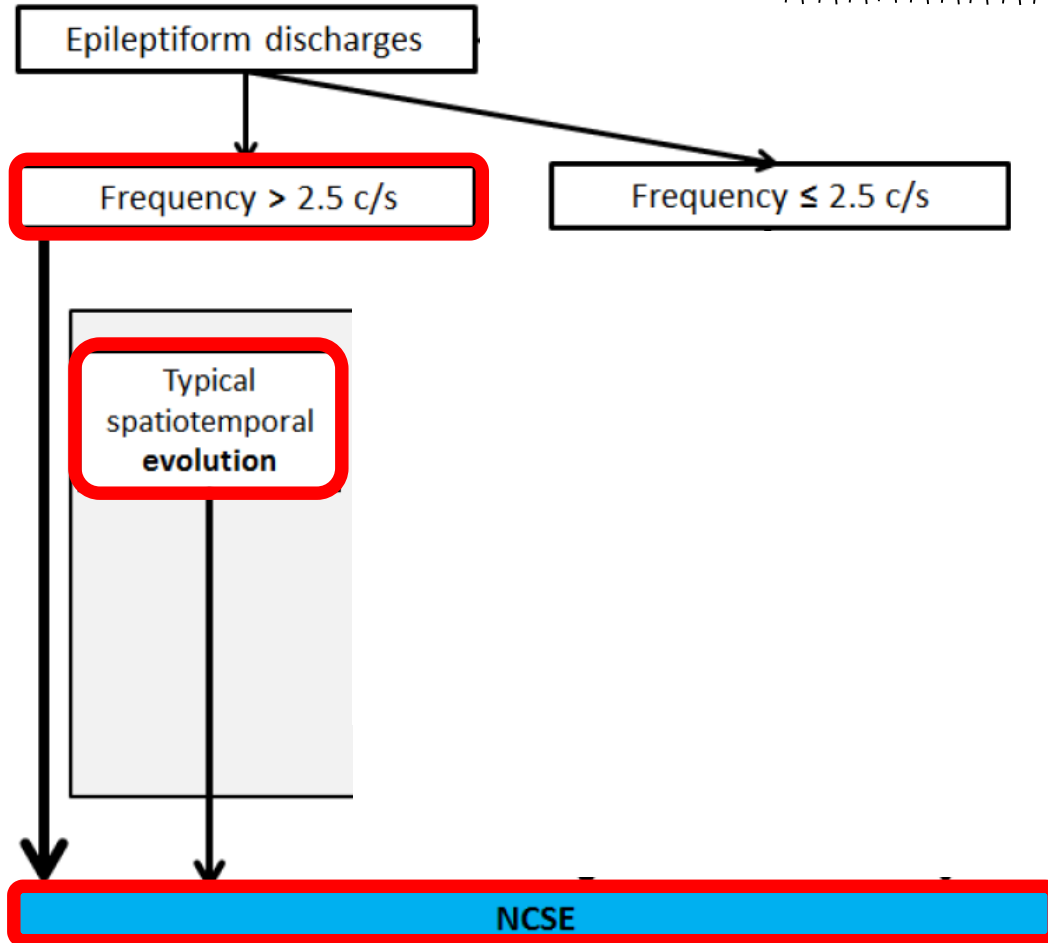 Epileptiform discharges
Frequency > 2.5 c/s
Frequency ≤ 2.5 c/s
Typical
spatiotemporal
evolution
NCSE